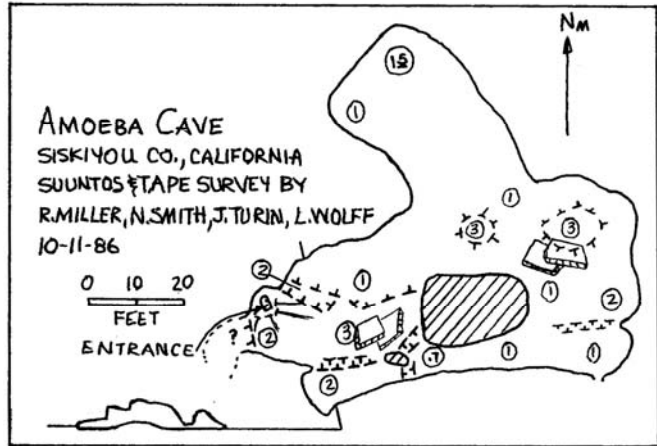 NM
1.5
1
AMOEBA CAVE
SISKIYOU CO., CALIFORNIA
SUUNTOS & TAPE SURVEY BY
R.MILLER, N.SMITH, J.TURIN, L.WOLFF
10-11-86
1
3
3
2
1
1
2
0 10 20
FEET
?
2
3
ENTRANCE
.7
1
1
2